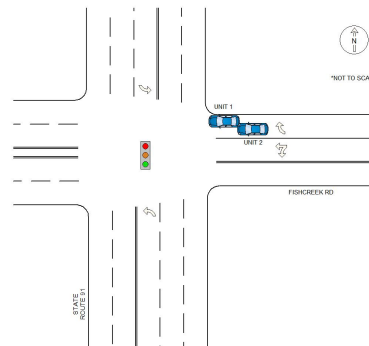 N
*NOT TO SCA
UNIT 1
UNIT 2
FISHCREEK RD
STATE
ROUTE 91